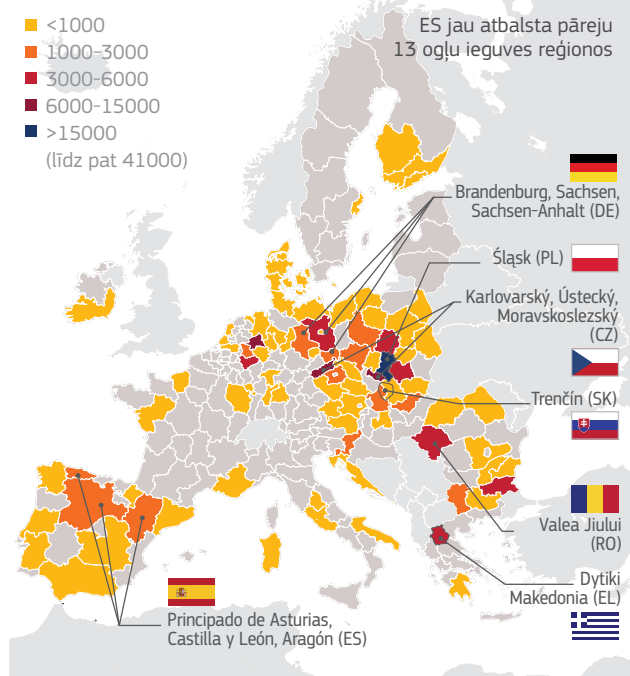 <1000
1000-3000
3000-6000
6000-15000
>15000
(līdz pat 41000)
ES jau atbalsta pāreju
13 ogļu ieguves reģionos
Brandenburg, Sachsen,
Sachsen-Anhalt (DE)
Śląsk (PL)
Karlovarský, Ústecký,
Moravskoslezský
(CZ)
Trenčín (SK)
Valea Jiului
(RO)
Dytiki
Makedonia (EL)
Principado de Asturias,
Castilla y León, Aragón (ES)